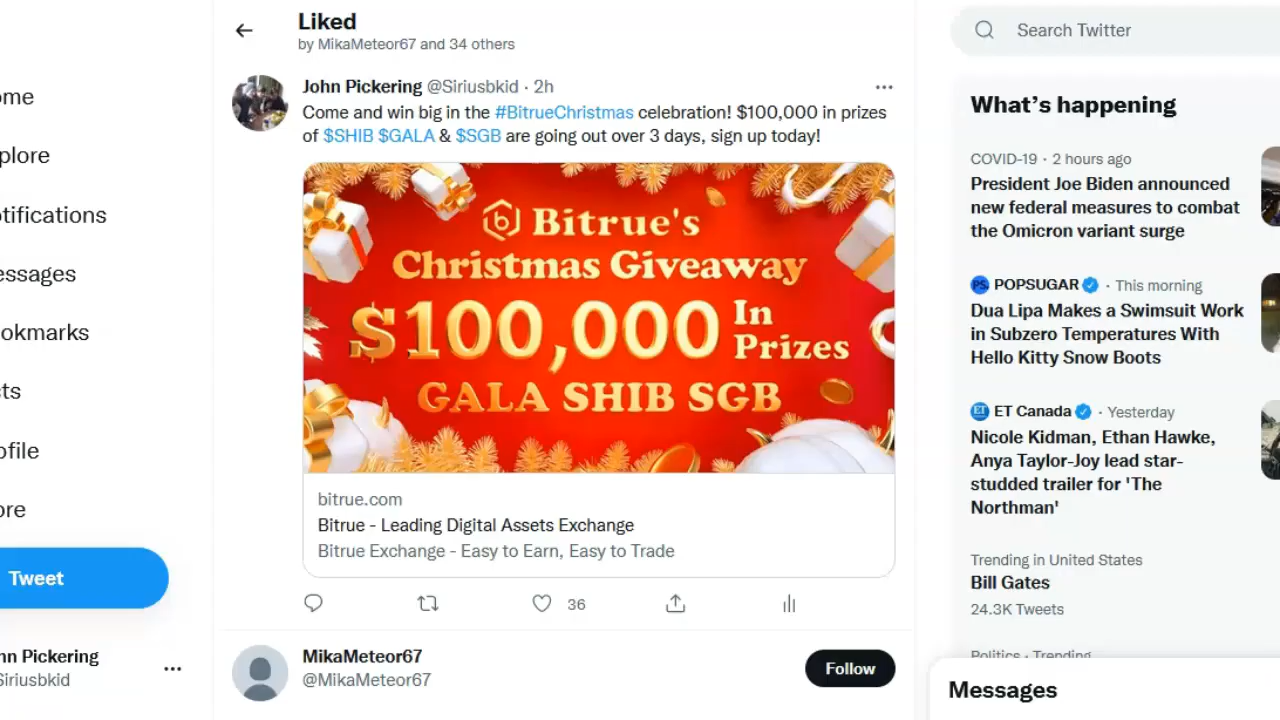 ome
plore
otifications
essages
okmarks
sts
ofile
ore
Tweet
hn Pickering
Siriusbkid
Liked
by MikaMeteor67 and 34 others
John Pickering @Siriusbkid · 2h
Come and win big in the #BitrueChristmas celebration! $100,000 in prizes
of $SHIB $GALA & $SGB are going out over 3 days, sign up today!
Bitrue's
Christmas Giveaway
$100,000 In Prizes
GALA SHIB SGB
bitrue.com
Bitrue - Leading Digital Assets Exchange
Bitrue Exchange - Easy to Earn, Easy to Trade
36
MikaMeteor67
@MikaMeteor67
Follow
Search Twitter
What's happening
COVID-19 · 2 hours ago
President Joe Biden announced
new federal measures to combat
the Omicron variant surge
PS. POPSUGAR · This morning
Dua Lipa Makes a Swimsuit Work
in Subzero Temperatures With
Hello Kitty Snow Boots
ET ET Canada · Yesterday
Nicole Kidman, Ethan Hawke,
Anya Taylor-Joy lead star-
studded trailer for 'The
Northman'
Trending in United States
Bill Gates
24.3K Tweets
Politics · Trending
Messages